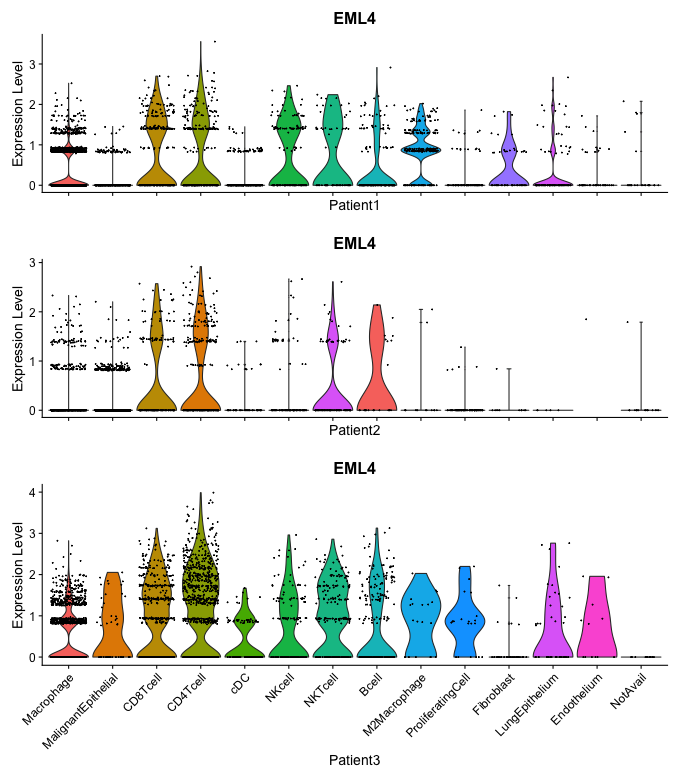 EML4
Expression Level
3
2
1
0
Patient1
EML4
Expression Level
3
2
1
0
Patient2
EML4
Expression Level
4
3
2
1
0
Macrophage
MalignantEpithelial
CD8Tcell
CD4Tcell
cDC
NKcell
NKTcell
Bcell
M2Macrophage
ProliferatingCell
Fibroblast
LungEpithelium
Endothelium
NotAvail
Patient3